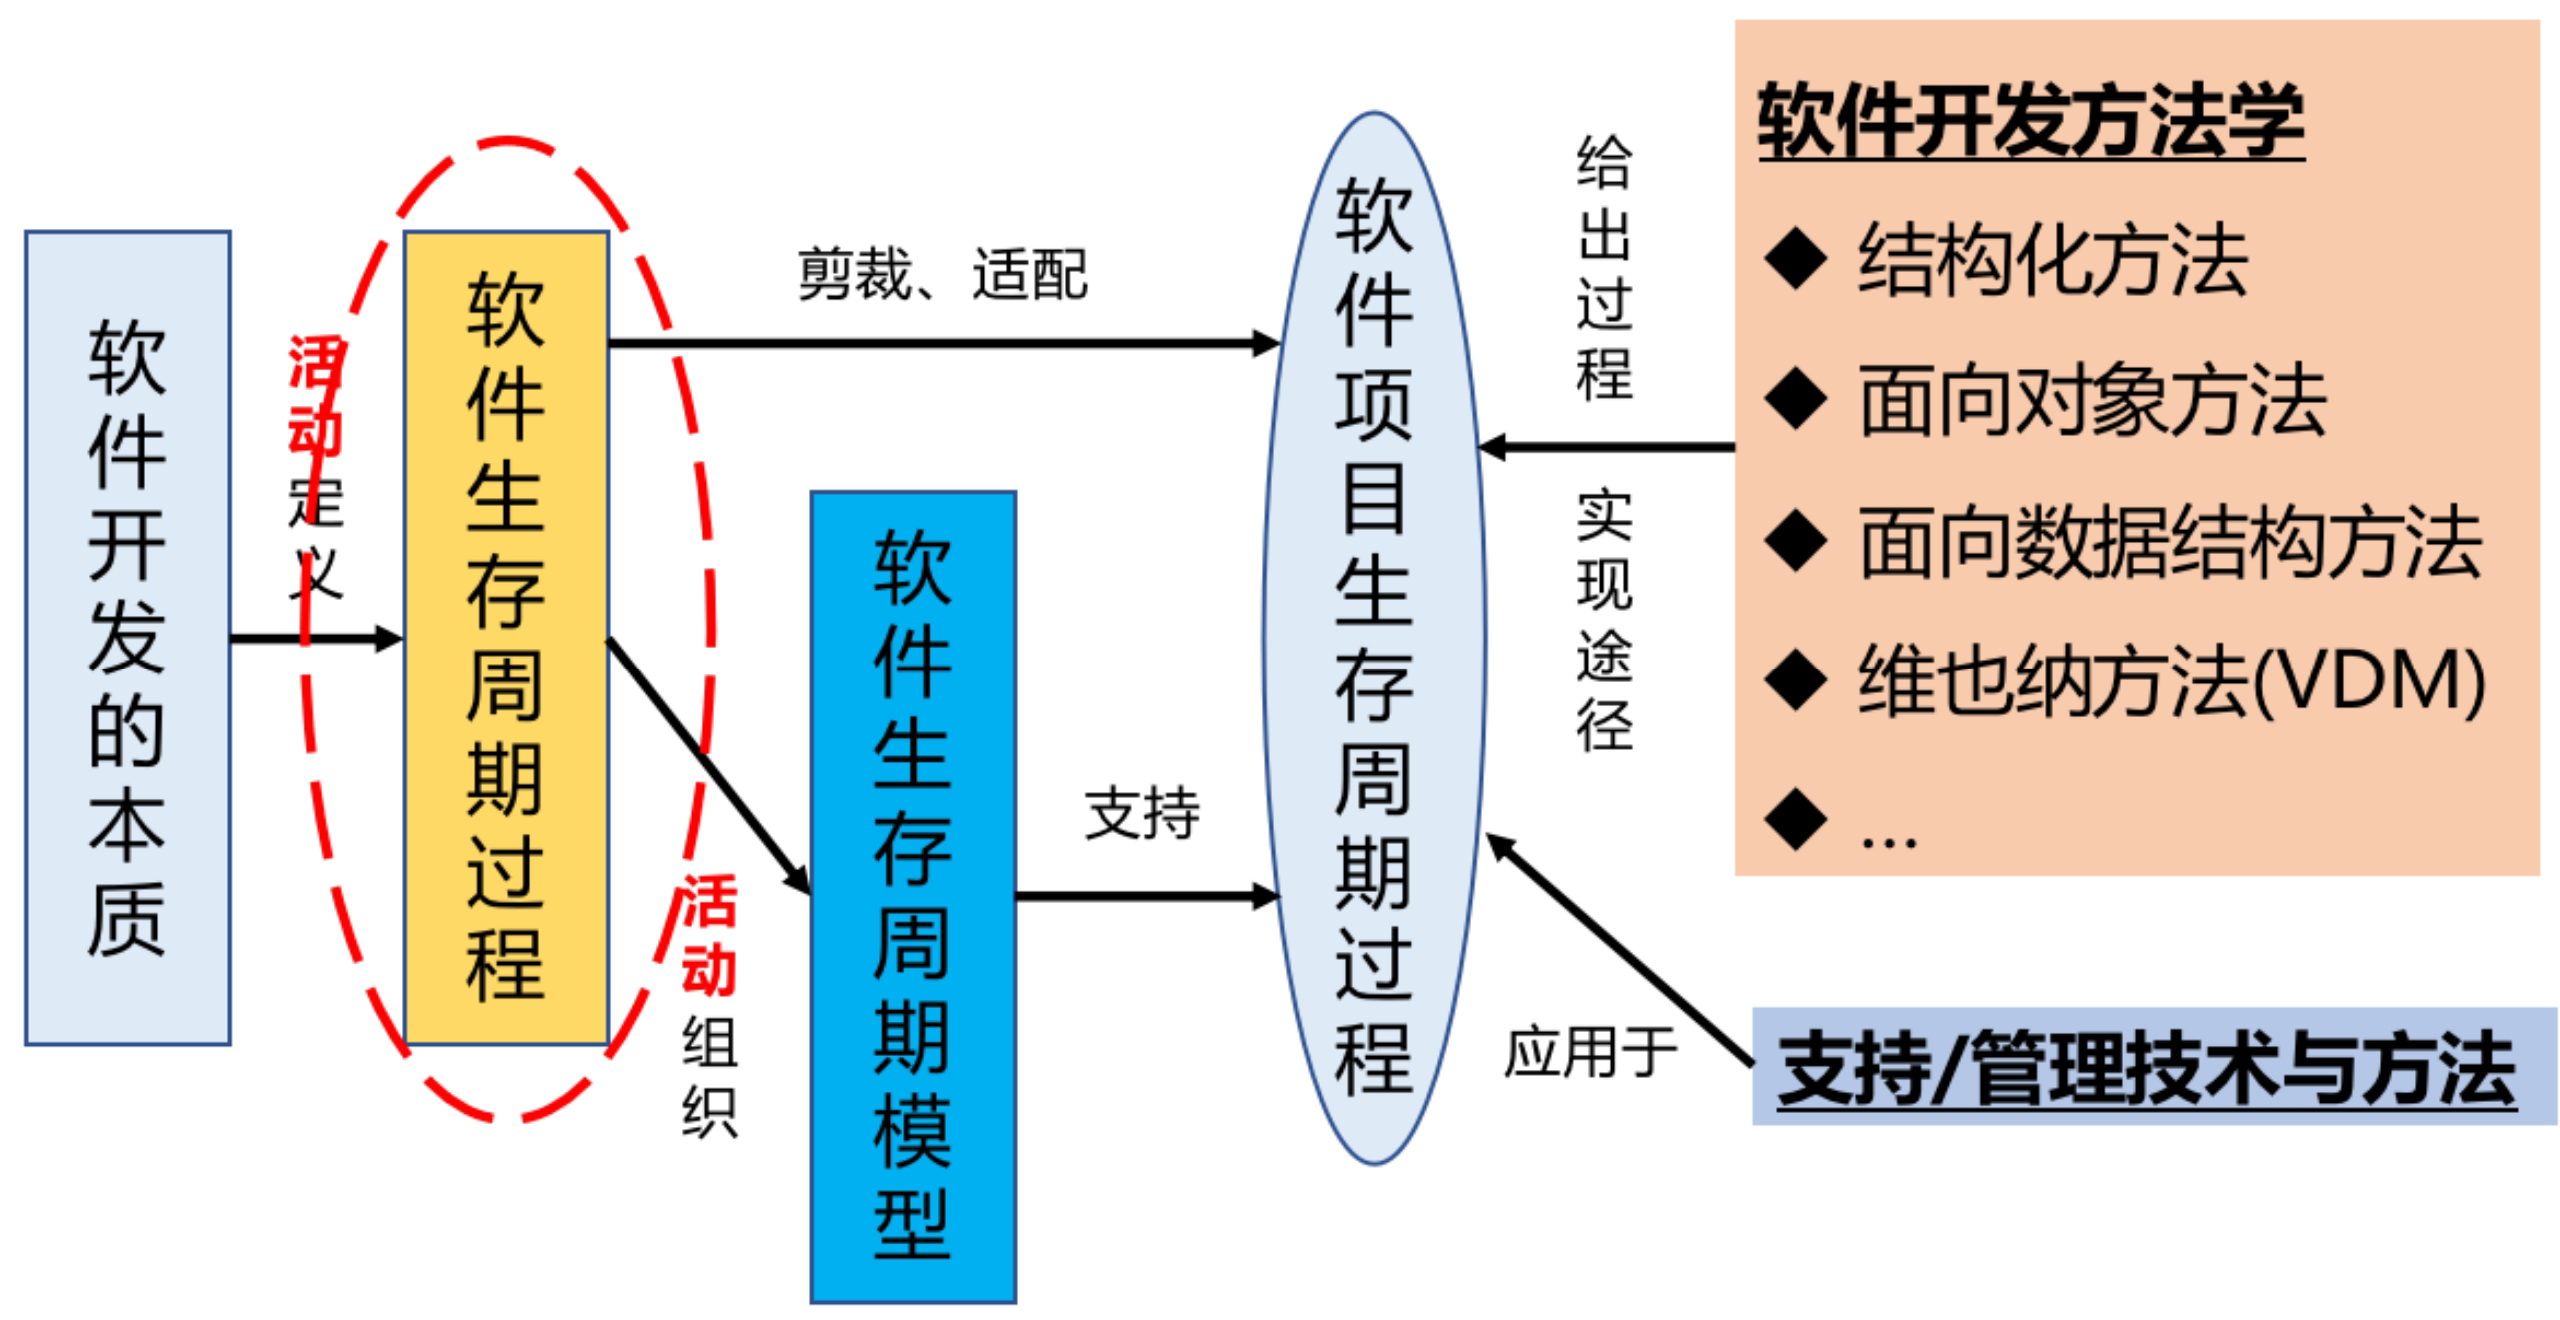 软件开发的本质
活动定义
软件生存周期过程
剪裁、适配
活动组织
软件生存周期模型
支持
软件项目生存周期过程
给出过程
实现途径
应用于
软件开发方法学
◆ 结构化方法
◆ 面向对象方法
◆ 面向数据结构方法
◆ 维也纳方法(VDM)
◆ ...
支持/管理技术与方法